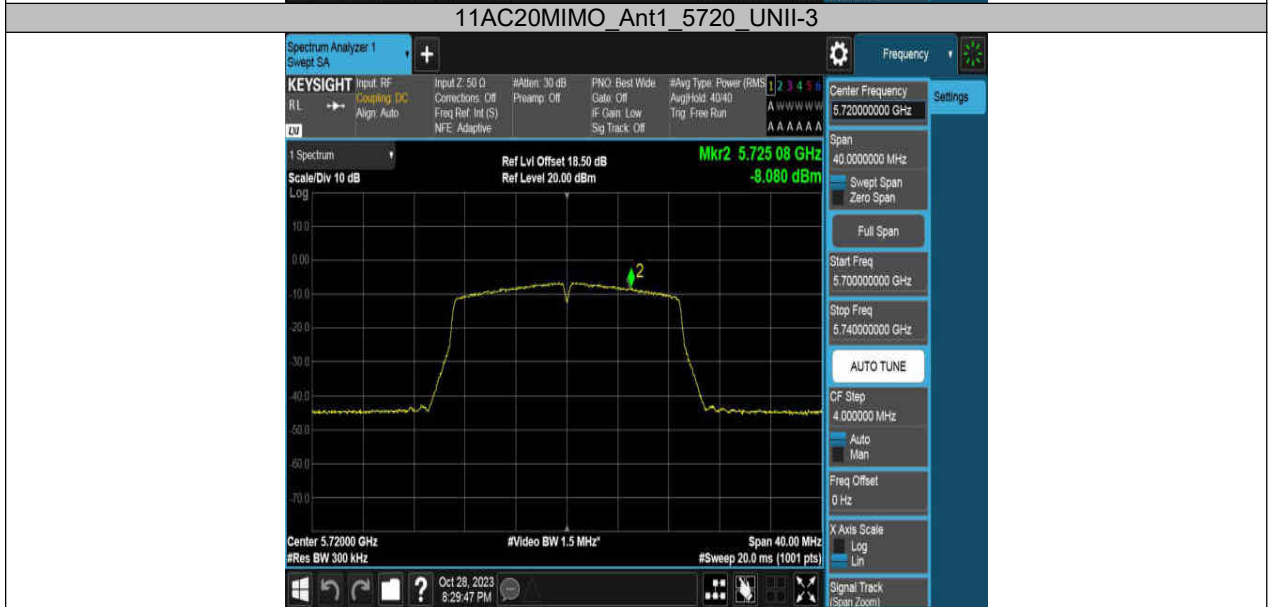 11AC20MIMO_Ant1_5720_UNII-3
Spectrum Analyzer 1
Swept SA
+
Frequency
KEYSIGHT
RL
Input: RF
Coupling: DC
Align: Auto
Input Z: 50 Ω
Corrections: Off
Freq Ref: Int (S)
NFE: Adaptive
#Atten: 30 dB
Preamp: Off
PNO: Best Wide
Gate: Off
IF Gain: Low
Sig Track: Off
#Avg Type: Power (RMS
Avg|Hold: 40/40
Trig: Free Run
1 2 3 4 5 6
A W W W W W
A A A A A A
Center Frequency
5.720000000 GHz
Settings
1 Spectrum
Scale/Div 10 dB
Log
Ref Lvl Offset 18.50 dB
Ref Level 20.00 dBm
Mkr2 5.725 08 GHz
-8.080 dBm
Span
40.0000000 MHz
Swept Span
Zero Span
Full Span
Start Freq
5.700000000 GHz
Stop Freq
5.740000000 GHz
AUTO TUNE
CF Step
4.000000 MHz
Auto
Man
Freq Offset
0 Hz
X Axis Scale
Log
Lin
Signal Track
(Span Zoom)
10.0
0.00
-10.0
-20.0
-30.0
-40.0
-50.0
-60.0
-70.0
2
Center 5.72000 GHz
#Res BW 300 kHz
#Video BW 1.5 MHz*
Span 40.00 MHz
#Sweep 20.0 ms (1001 pts)
?
Oct 28, 2023
8:29:47 PM